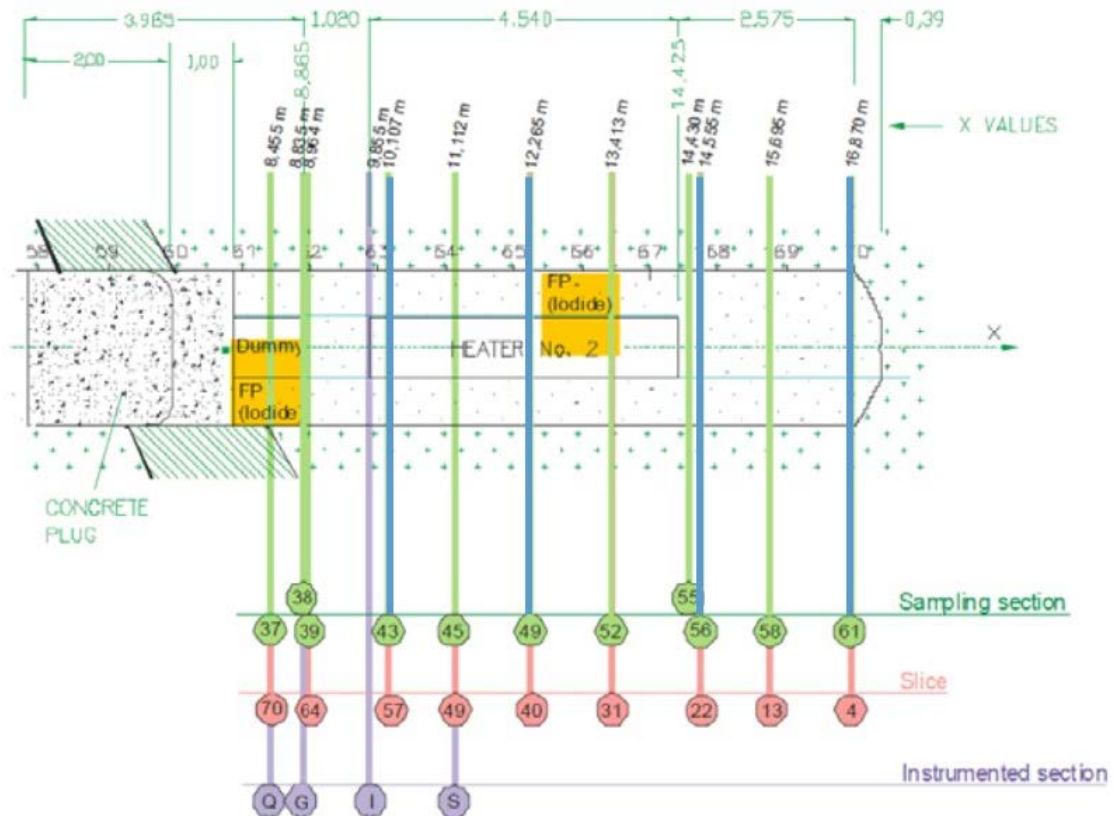 3.965 1.020 4.540 2.575 0,39
2,00 1,00 8,865 14,425
8,455 m 8,835 m 8,964 m 9,855 m 10,107 m 11,112 m 12,265 m 13,413 m 14,430 m 14,555 m 15,695 m 16,870 m
X VALUES
58 59 60 61 2 63 64 65 66 67 68 69 0
FP -
(Iodide)
Dummy
HEATER No. 2
X
FP
(Iodide
CONCRETE
PLUG
38 55
Sampling section
37 39 43 45 49 52 56 58 61
Slice
70 64 57 49 40 31 22 13 4
Instrumented section
Q G I S